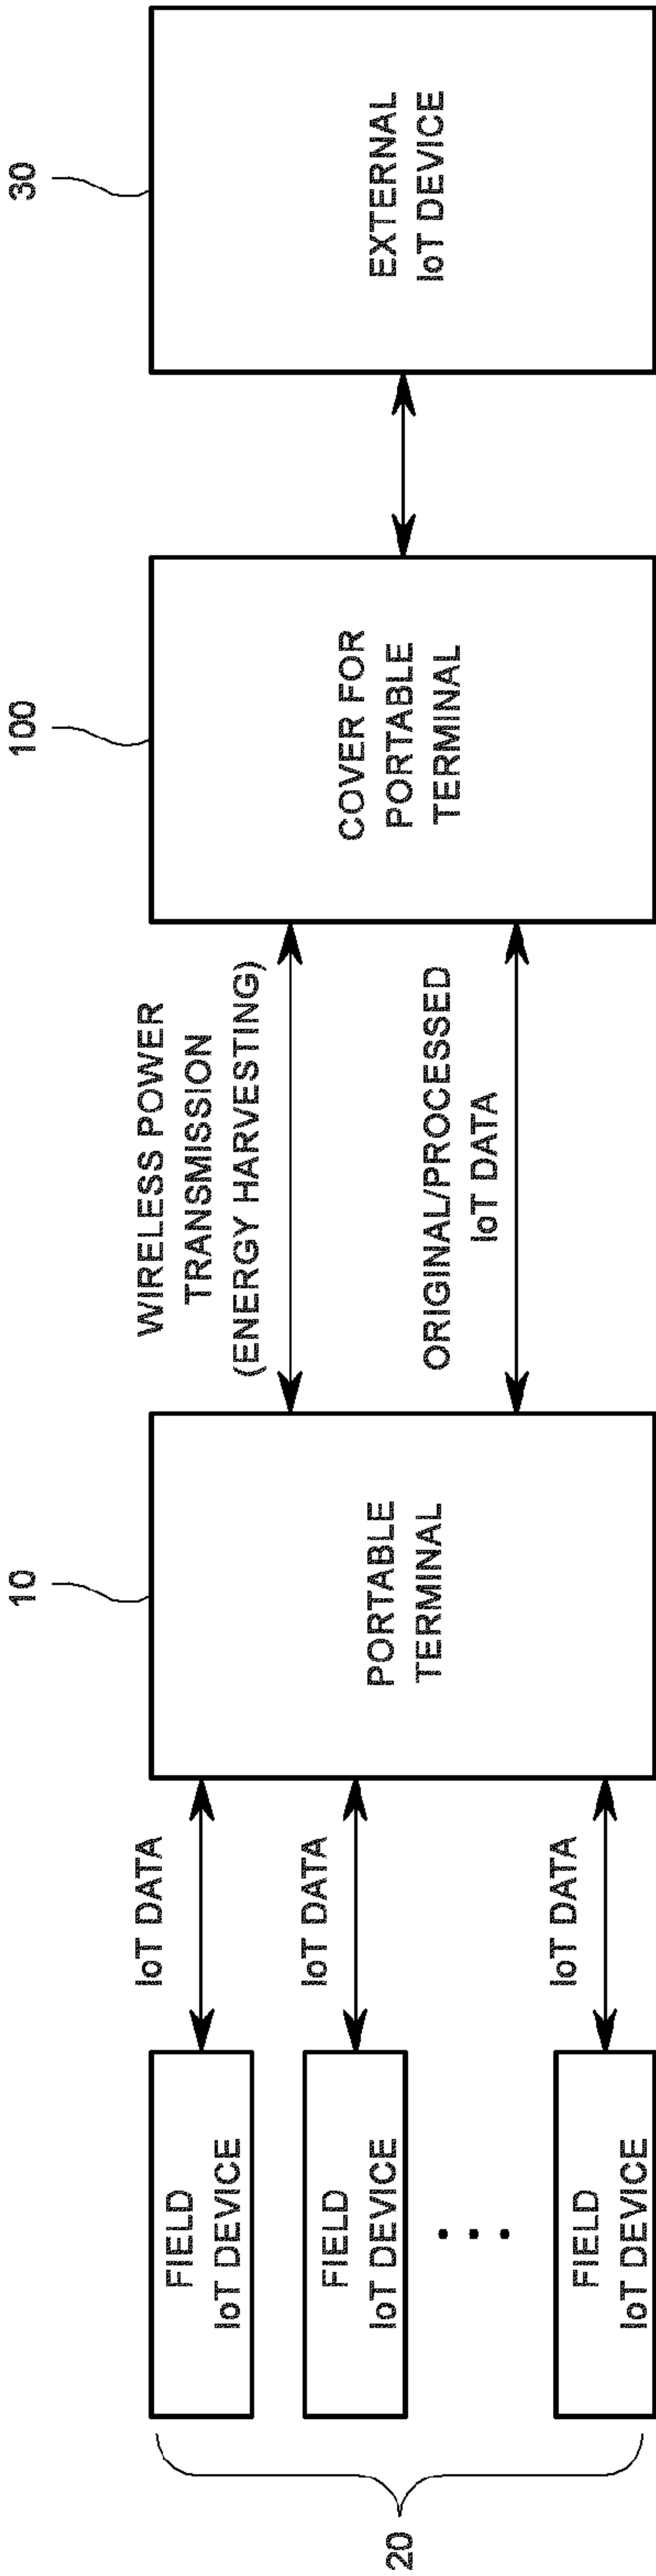 20
FIELD
IoT DEVICE
FIELD
IoT DEVICE
FIELD
IoT DEVICE
IoT DATA
IoT DATA
IoT DATA
10
PORTABLE
TERMINAL
WIRELESS POWER
TRANSMISSION
(ENERGY HARVESTING)
ORIGINAL/PROCESSED
IoT DATA
100
COVER FOR
PORTABLE
TERMINAL
30
EXTERNAL
IoT DEVICE